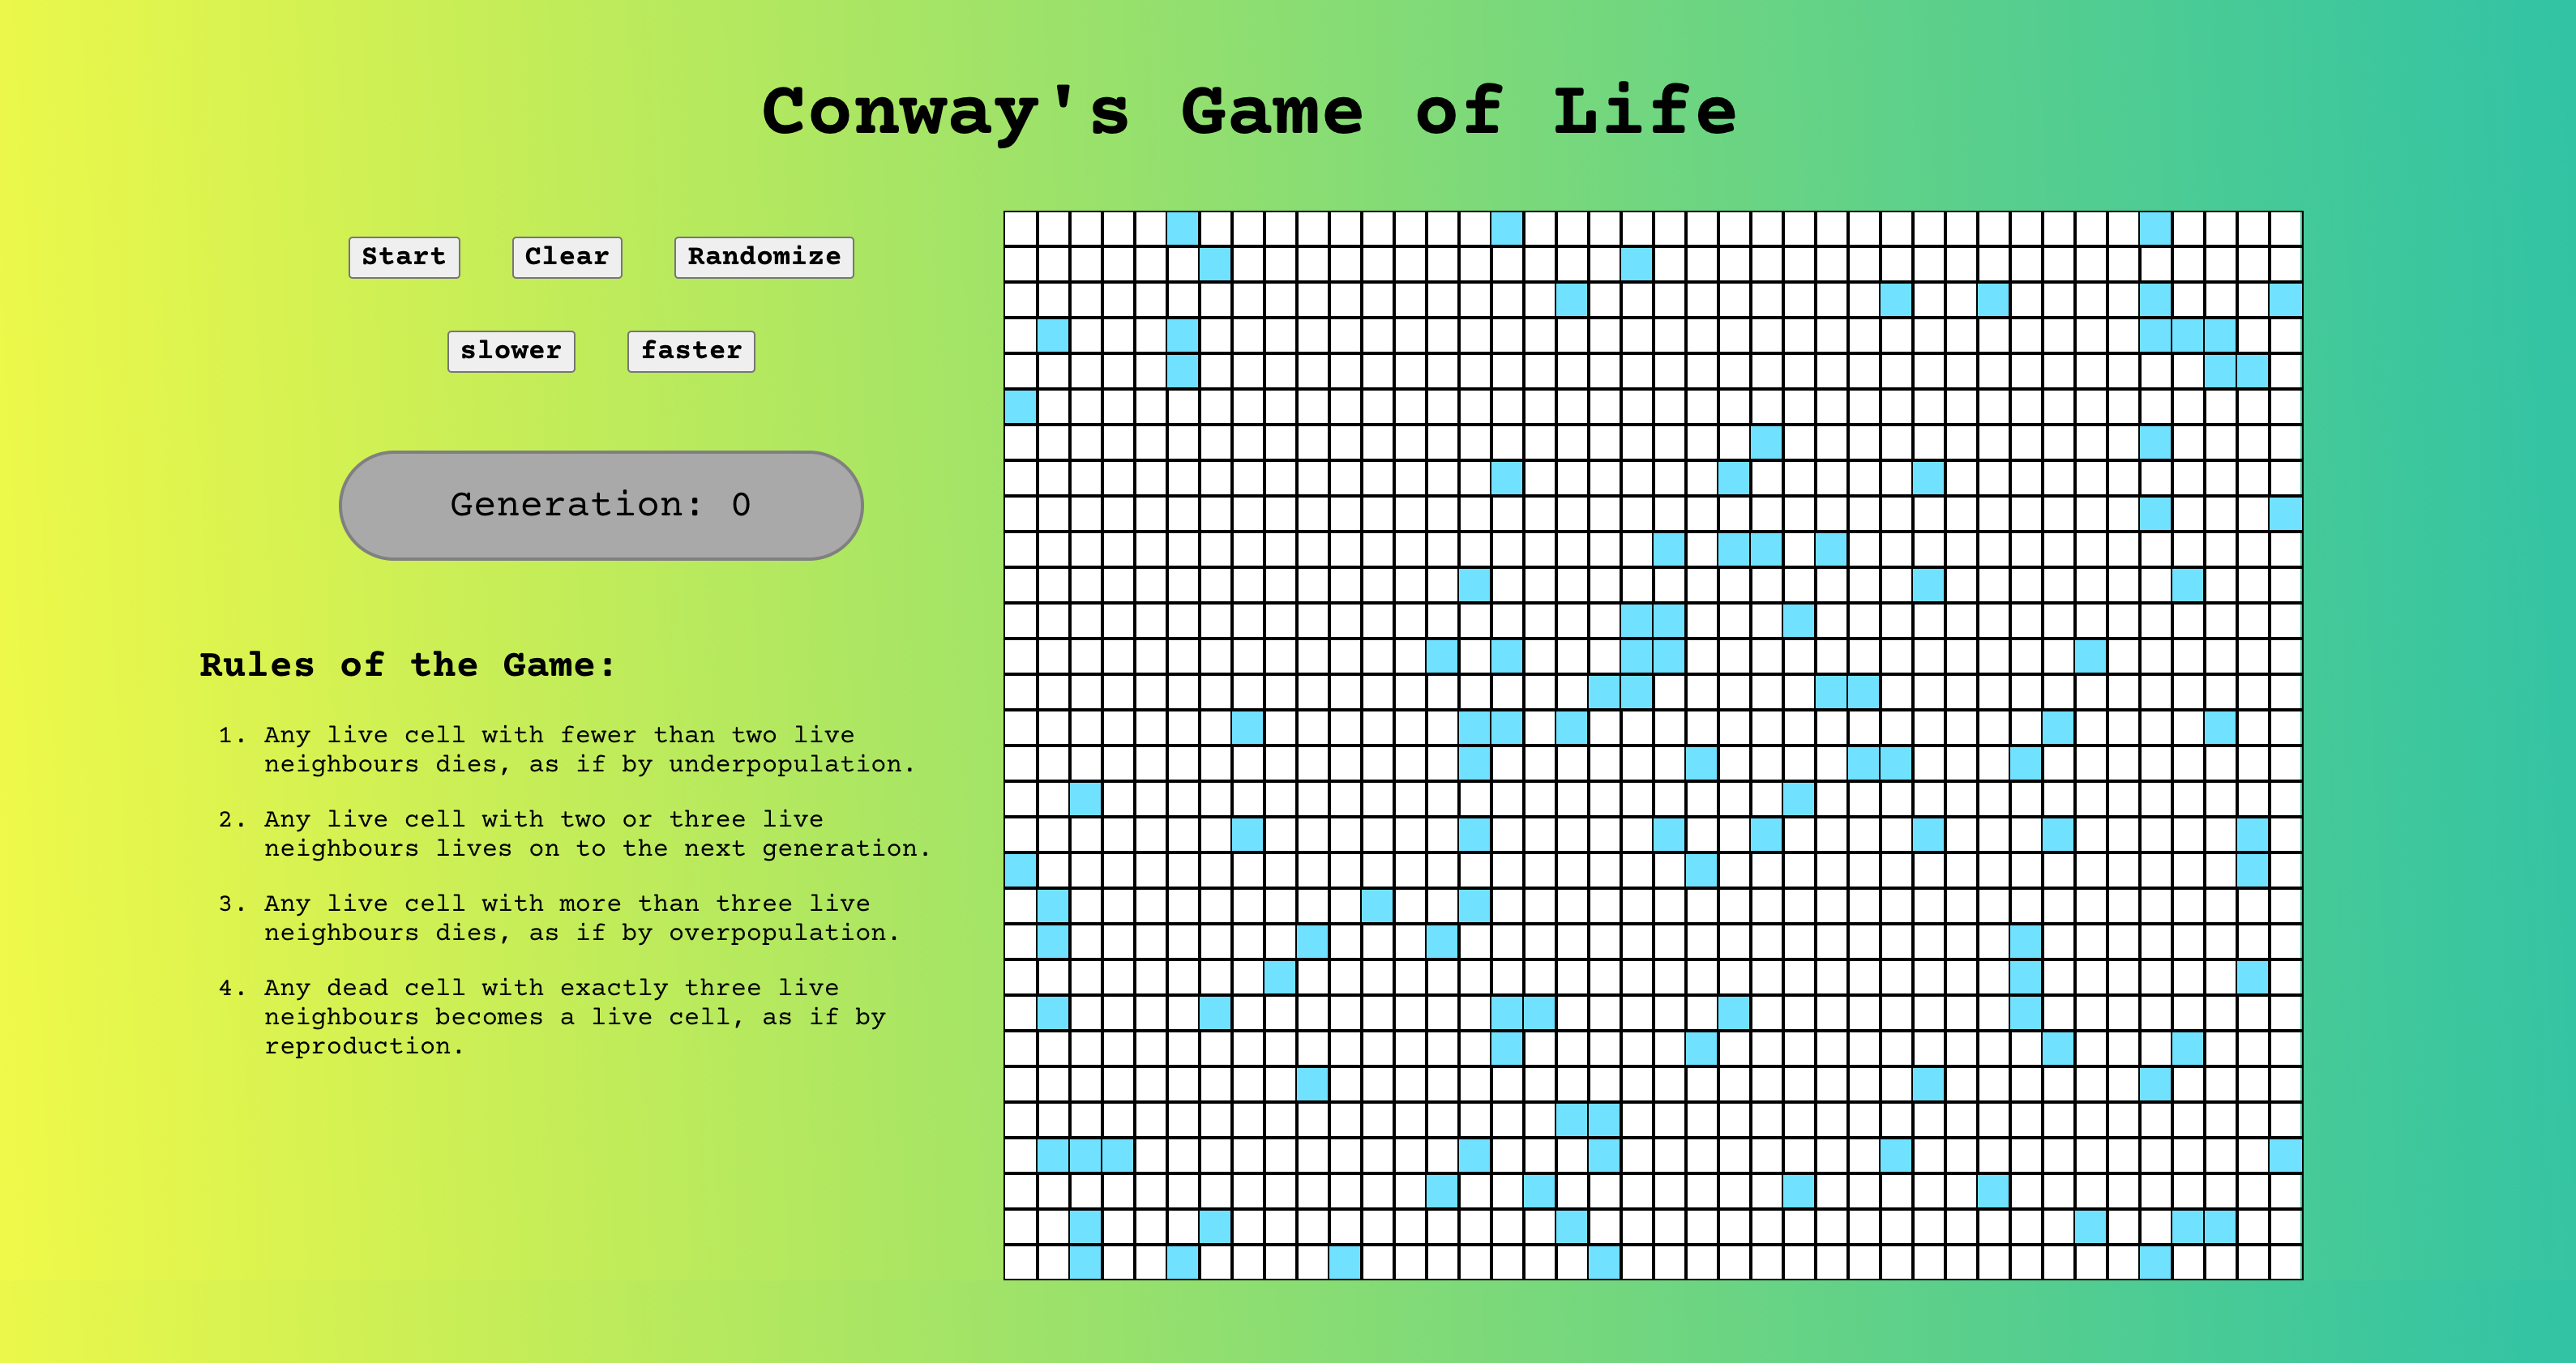 Conway's Game of Life
Start Clear Randomize
slower faster
Generation: 0
Rules of the Game:
1. Any live cell with fewer than two live
neighbours dies, as if by underpopulation.
2. Any live cell with two or three live
neighbours lives on to the next generation.
3. Any live cell with more than three live
neighbours dies, as if by overpopulation.
4. Any dead cell with exactly three live
neighbours becomes a live cell, as if by
reproduction.